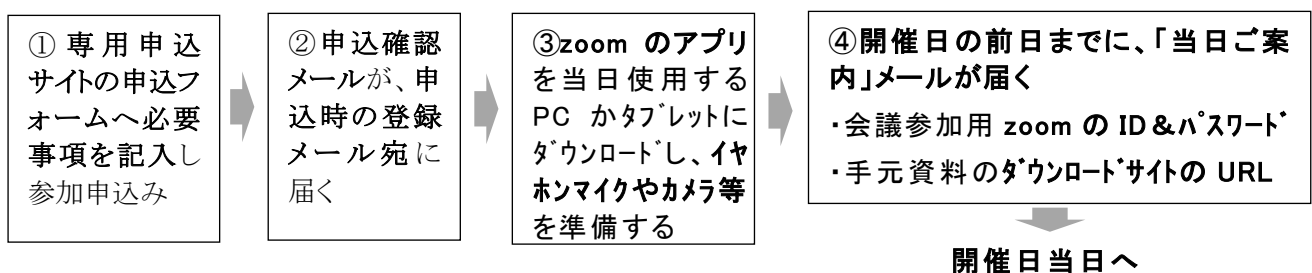 ① 専用申込
サイトの申込フ
ォームへ必要
事項を記入し
参加申込み
②申込確認
メールが、申
込時の登録
メール宛に
届く
③zoom のアプリ
を当日使用する
PC かタブレットに
ダウンロードし、イヤ
ホンマイクやカメラ等
を準備する
④開催日の前日までに、「当日ご案
内」メールが届く
・会議参加用 zoom の ID&パスワード
・手元資料のダウンロードサイトの URL
開催日当日へ